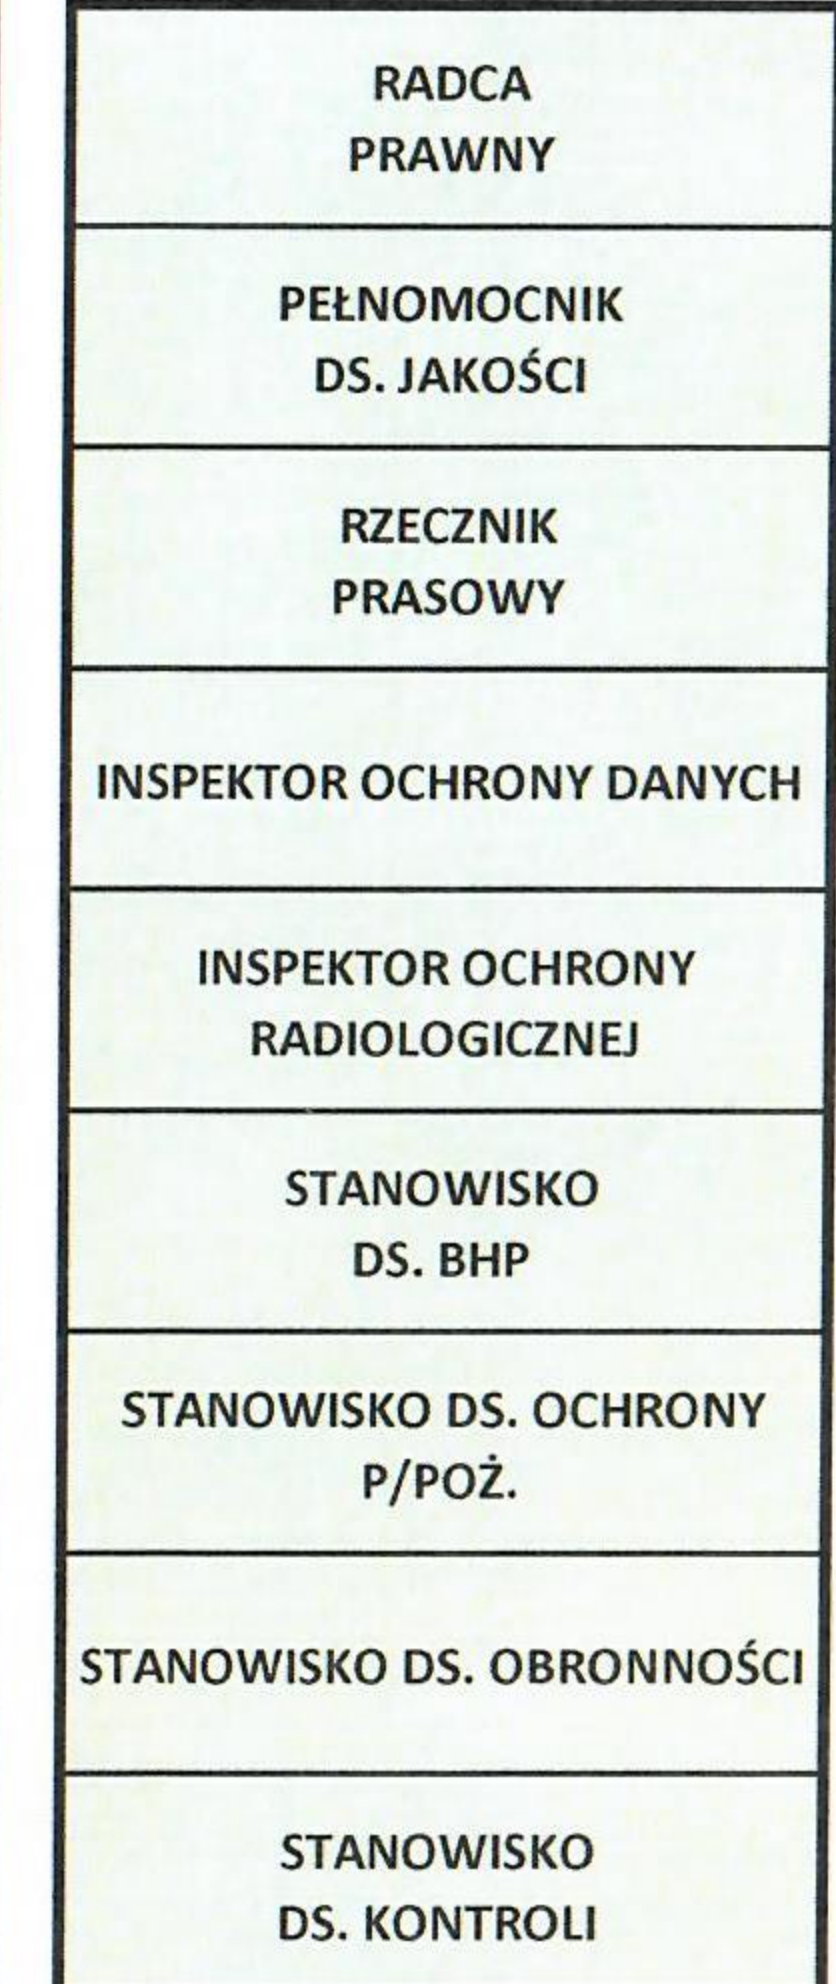 RADCA
PRAWNY
PEŁNOMOCNIK
DS. JAKOŚCI
RZECZNIK
PRASOWY
INSPEKTOR OCHRONY DANYCH
INSPEKTOR OCHRONY
RADIOLOGICZNEJ
STANOWISKO
DS. BHP
STANOWISKO DS. OCHRONY
P/POŻ.
STANOWISKO DS. OBRONNOŚCI
STANOWISKO
DS. KONTROLI